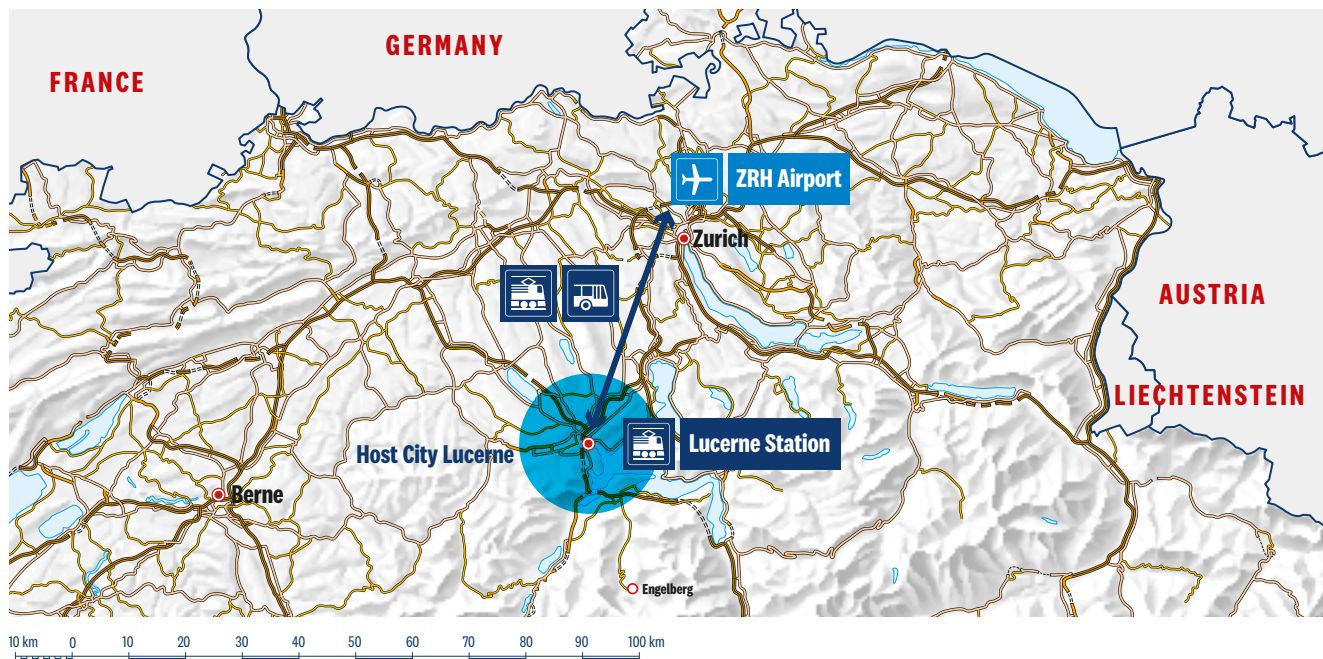 GERMANY
FRANCE
ZRH Airport
Zurich
AUSTRIA
LIECHTENSTEIN
Host City Lucerne
Lucerne Station
Berne
Engelberg
10 km 0 10 20 30 40 50 60 70 80 90 100 km